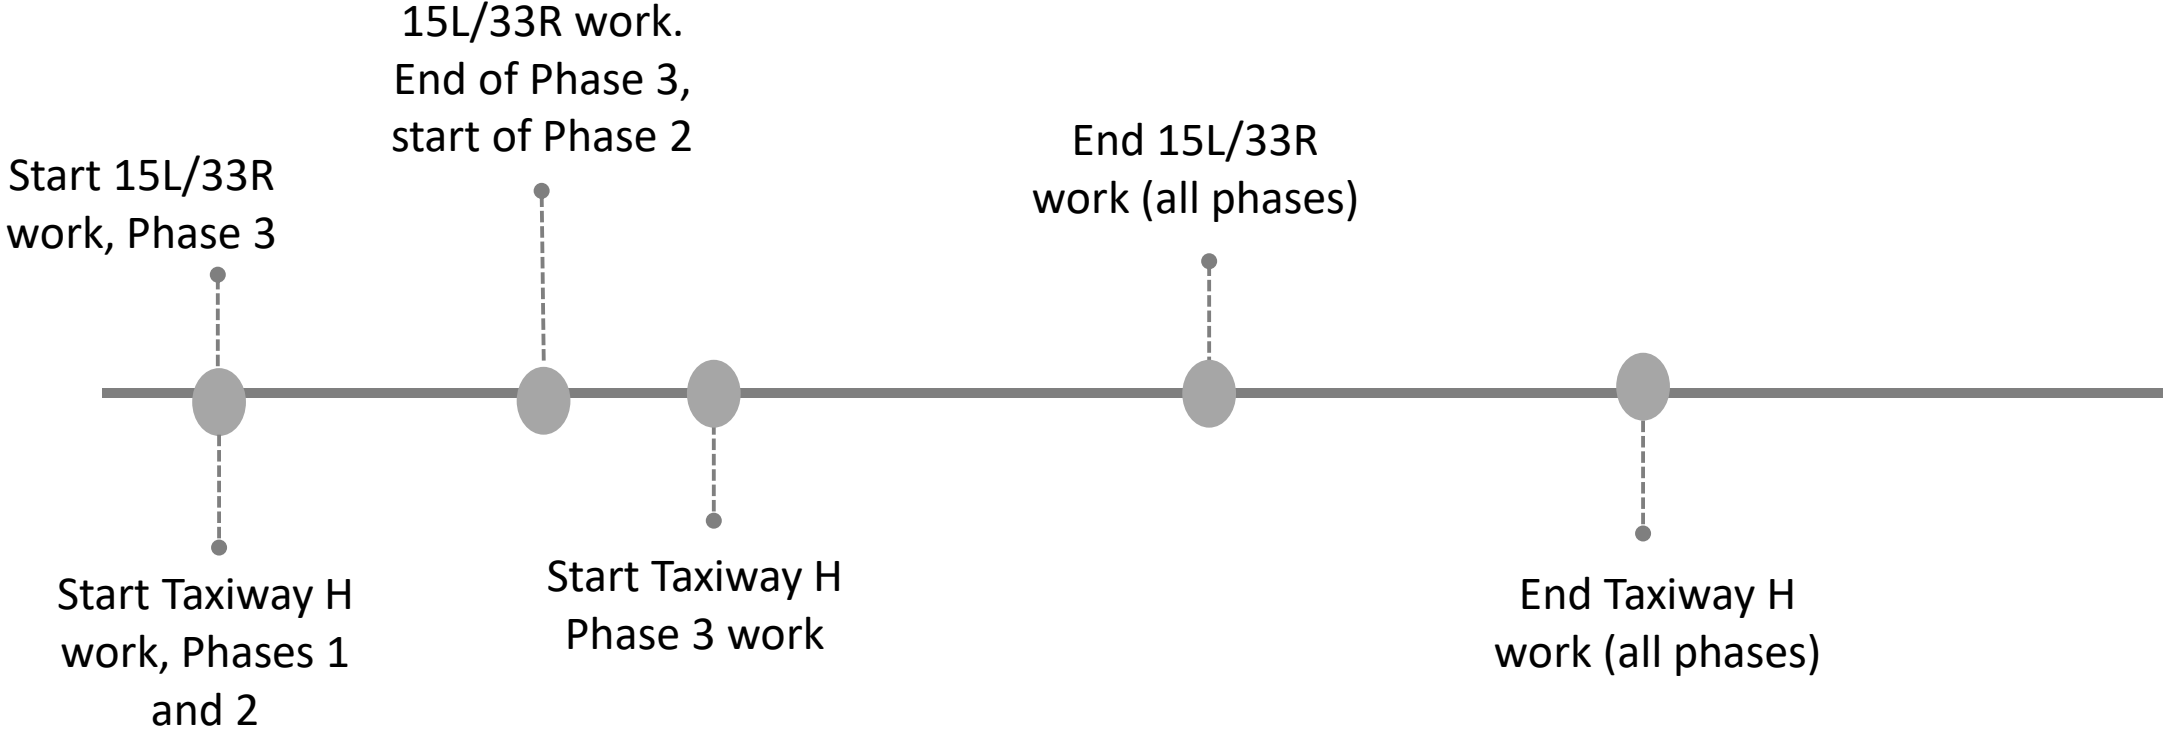 15L/33R work.
End of Phase 3,
start of Phase 2
Start 15L/33R
work, Phase 3
End 15L/33R
work (all phases)
Start Taxiway H
work, Phases 1
and 2
Start Taxiway H
Phase 3 work
End Taxiway H
work (all phases)